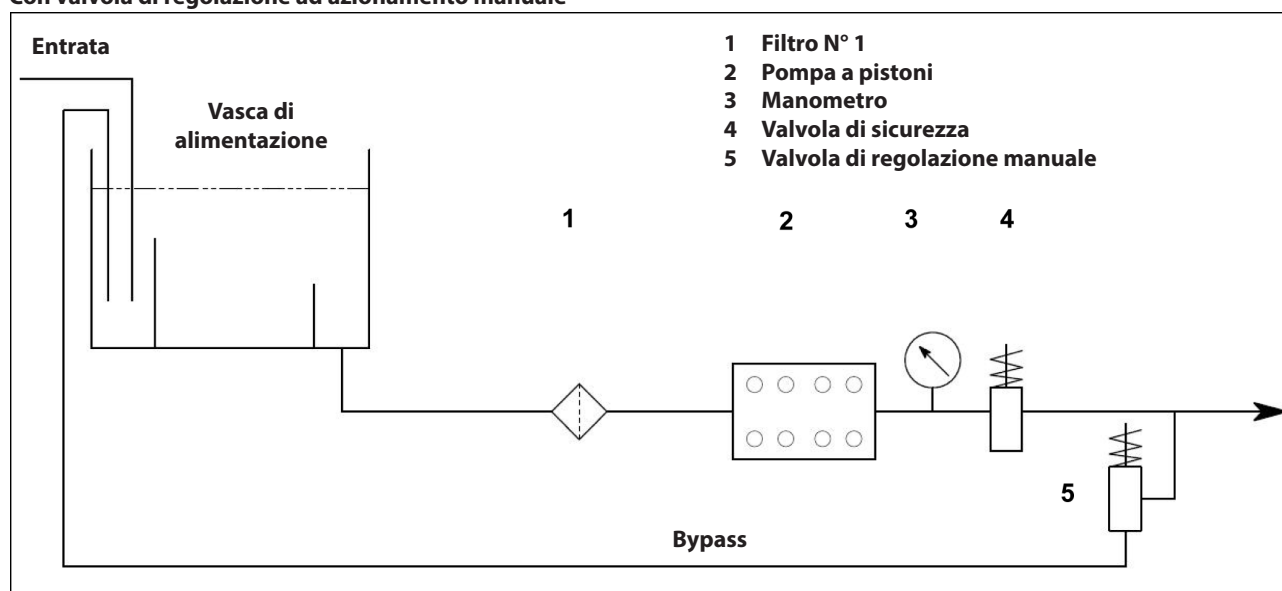 Con valvola di regolazione ad azionamento manuale
Entrata
Vasca di
alimentazione
1 Filtro N° 1
2 Pompa a pistoni
3 Manometro
4 Valvola di sicurezza
5 Valvola di regolazione manuale
1
2
3
4
5
Bypass